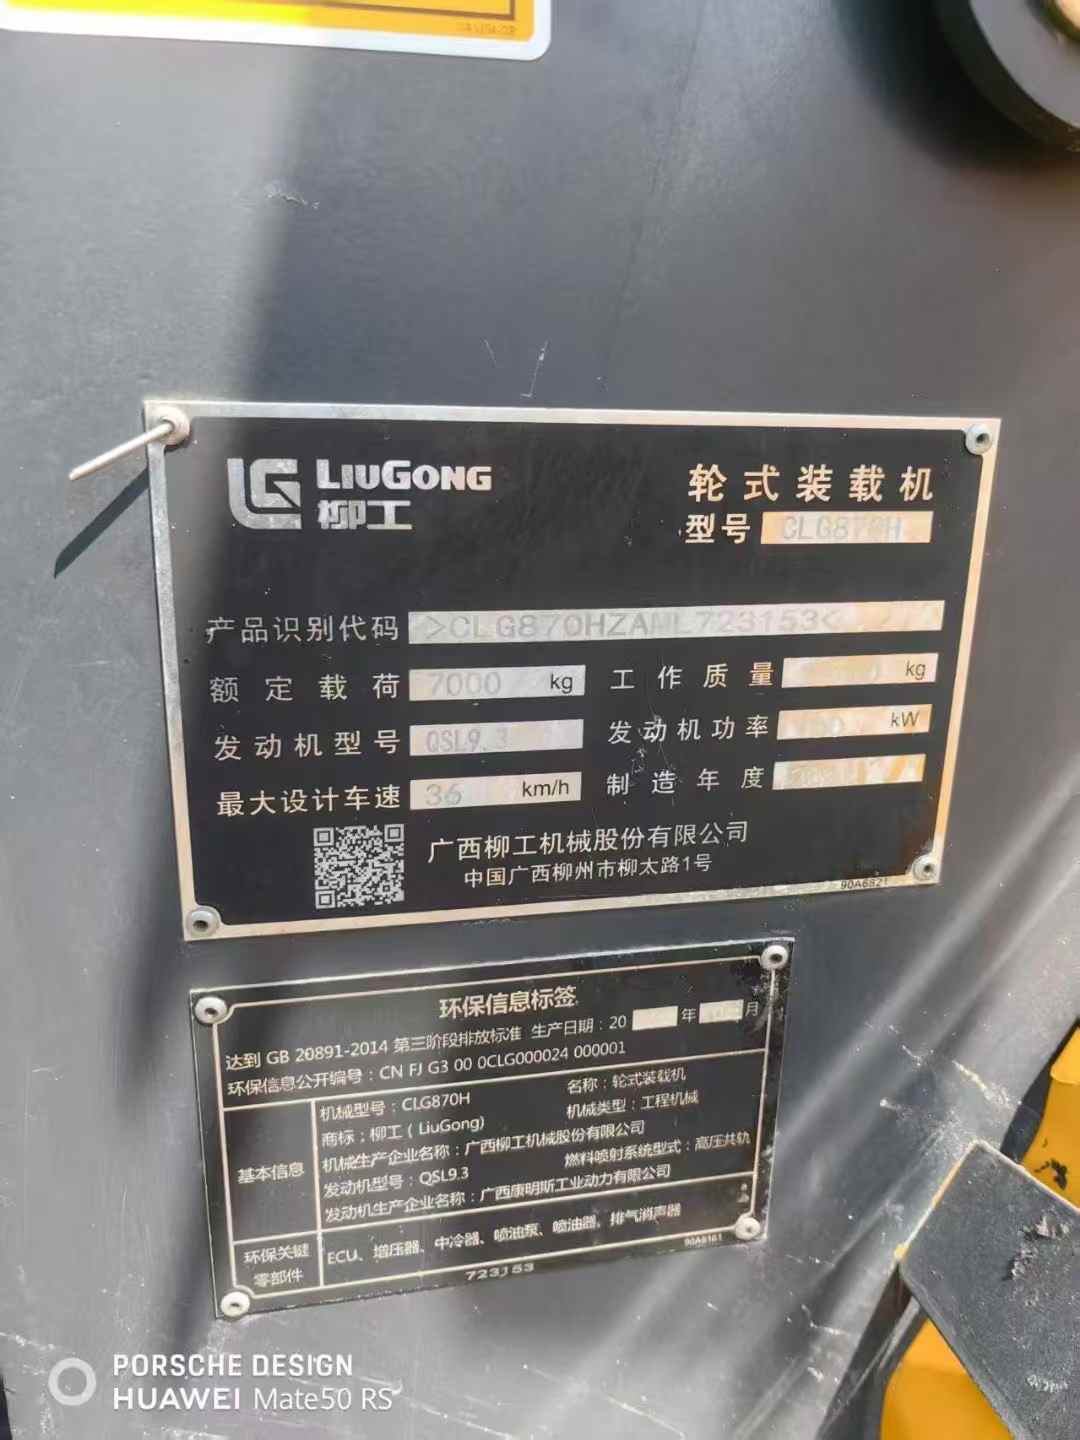 LIUGONG
柳工
轮式装载机
型号 CLG870H
产品识别代码 >CLG870HZA L723153<
额定载荷 7000 kg 工作质量 kg
发动机型号 QSL9.3 发动机功率 kW
最大设计车速 36 km/h 制造年度
广西柳工机械股份有限公司
中国广西柳州市柳太路1号
90A6821
环保信息标签
达到 GB 20891-2014 第三阶段排放标准 生产日期：20 年 月
环保信息公开编号：CN FJ G3 00 0CLG000024 000001
基本信息
机械型号：CLG870H 名称：轮式装载机
商标：柳工（LiuGong) 机械类型：工程机械
机械生产企业名称：广西柳工机械股份有限公司
发动机型号：QSL9.3 燃料喷射系统型式：高压共轨
发动机生产企业名称：广西康明斯工业动力有限公司
环保关键
零部件
ECU、增压器、中冷器、喷油泵、喷油器、排气消声器
723153
90A8161
PORSCHE DESIGN
HUAWEI Mate50 RS